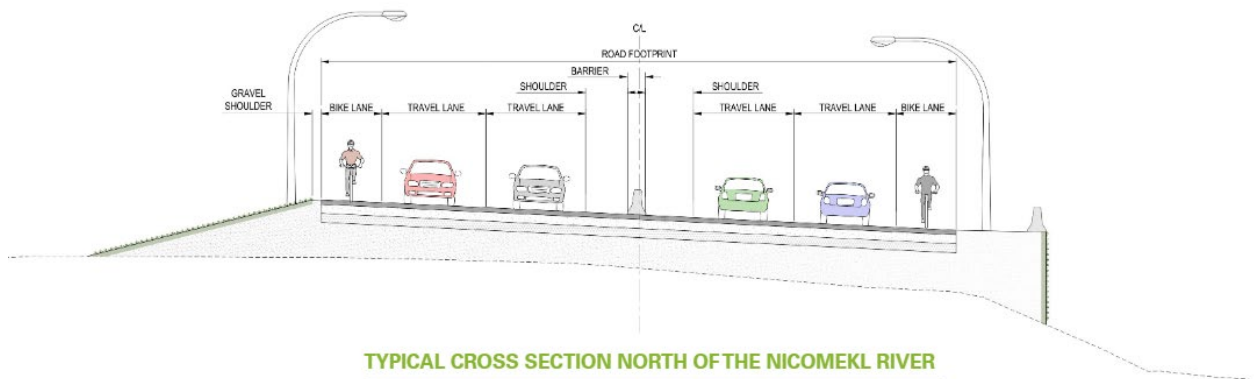 C/L
ROAD FOOTPRINT
BARRIER
SHOULDER
SHOULDER
GRAVEL
SHOULDER
BIKE LANE
TRAVEL LANE
TRAVEL LANE
TRAVEL LANE
TRAVEL LANE
BIKE LANE
TYPICAL CROSS SECTION NORTH OF THE NICOMEKL RIVER